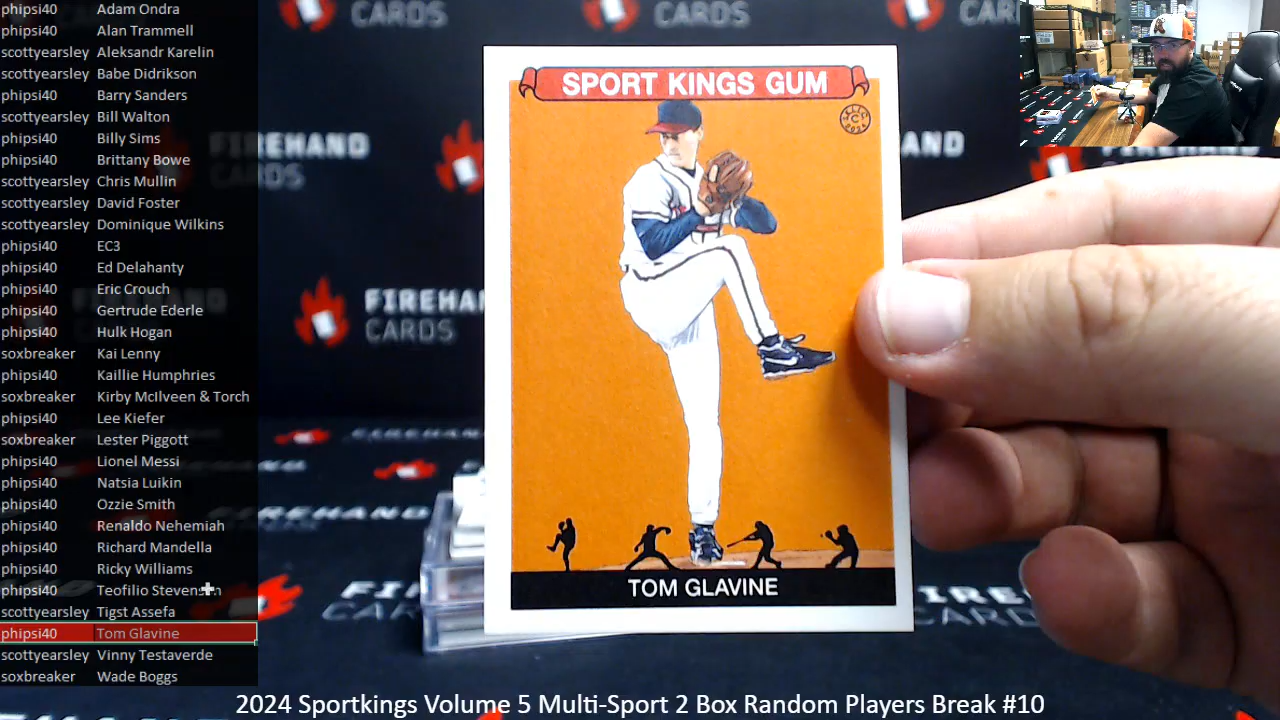 phipsi40 Adam Ondra
phipsi40 Alan Trammell
scottyearsley Aleksandr Karelin
scottyearsley Babe Didrikson
phipsi40 Barry Sanders
scottyearsley Bill Walton
phipsi40 Billy Sims
phipsi40 Brittany Bowe
scottyearsley Chris Mullin
scottyearsley David Foster
scottyearsley Dominique Wilkins
phipsi40 EC3
phipsi40 Ed Delahanty
phipsi40 Eric Crouch
phipsi40 Gertrude Ederle
phipsi40 Hulk Hogan
soxbreaker Kai Lenny
phipsi40 Kaillie Humphries
soxbreaker Kirby McIlveen & Torch
phipsi40 Lee Kiefer
soxbreaker Lester Piggott
phipsi40 Lionel Messi
phipsi40 Natsia Luikin
phipsi40 Ozzie Smith
phipsi40 Renaldo Nehemiah
phipsi40 Richard Mandella
phipsi40 Ricky Williams
phipsi40 Teofilio Stevenson
scottyearsley Tigst Assefa
phipsi40 Tom Glavine
scottyearsley Vinny Testaverde
soxbreaker Wade Boggs
CARDS
CARDS
FIREHAND
CARDS
FIREHA
CARDS
SPORT KINGS GUM
TOM GLAVINE
2024 Sportkings Volume 5 Multi-Sport 2 Box Random Players Break #10